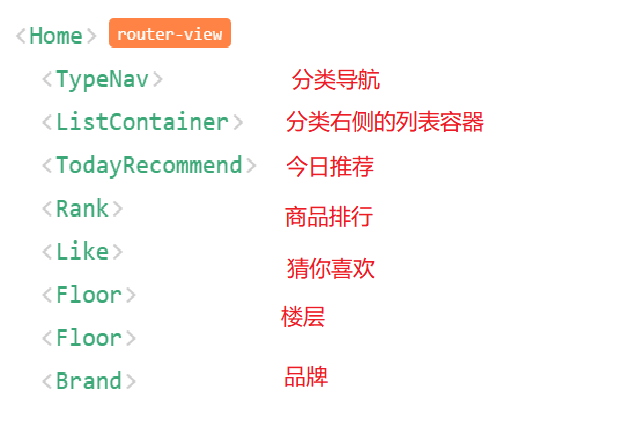 <Home> router-view
<TypeNav> 分类导航
<ListContainer> 分类右侧的列表容器
<TodayRecommend> 今日推荐
<Rank> 商品排行
<Like> 猜你喜欢
<Floor> 楼层
<Floor>
<Brand> 品牌